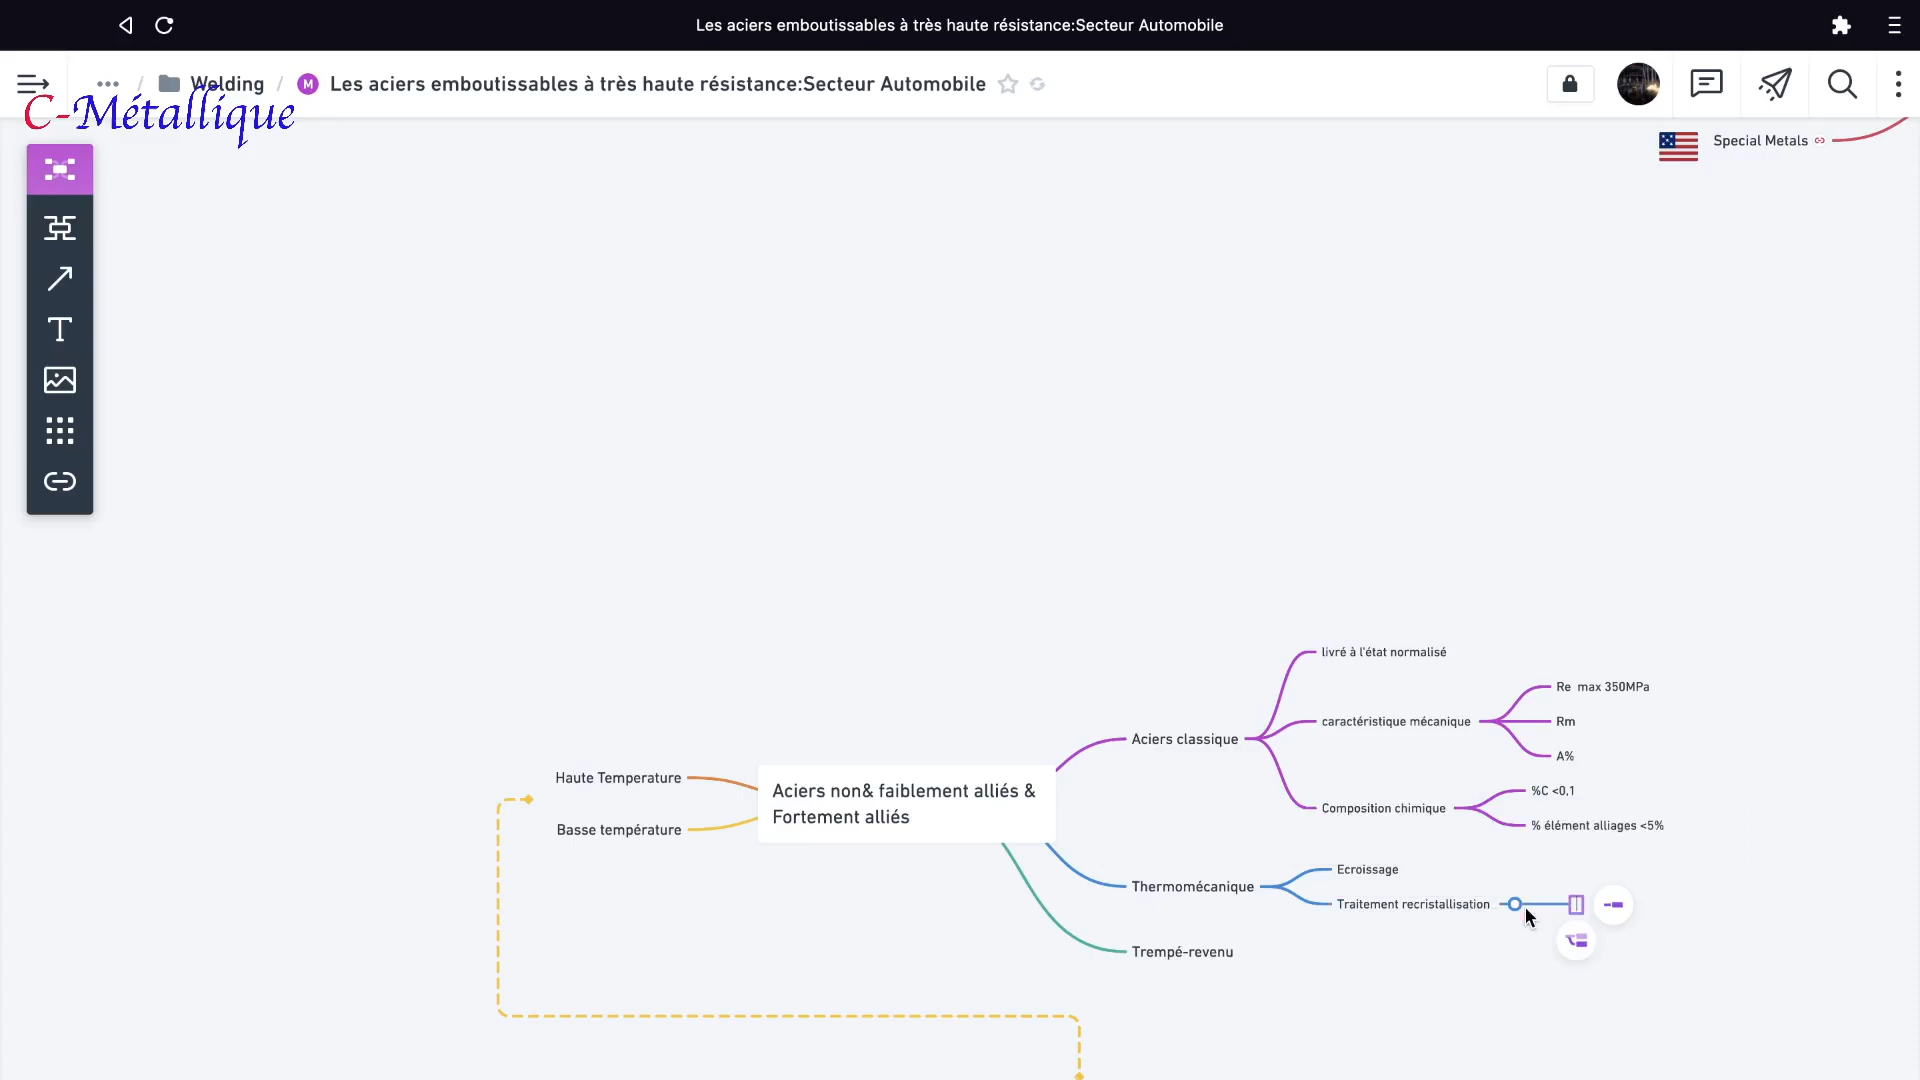 Les aciers emboutissables à très haute résistance:Secteur Automobile
Welding / M Les aciers emboutissables à très haute résistance:Secteur Automobile
C-Métallique
Special Metals
T
livré à l'état normalisé
Re max 350MPa
caractéristique mécanique
Rm
Aciers classique
A%
Haute Temperature
Aciers non& faiblement alliés &
Fortement alliés
%C <0,1
Composition chimique
% élément alliages <5%
Basse température
Ecroissage
Thermomécanique
Traitement recristallisation
Trempé-revenu